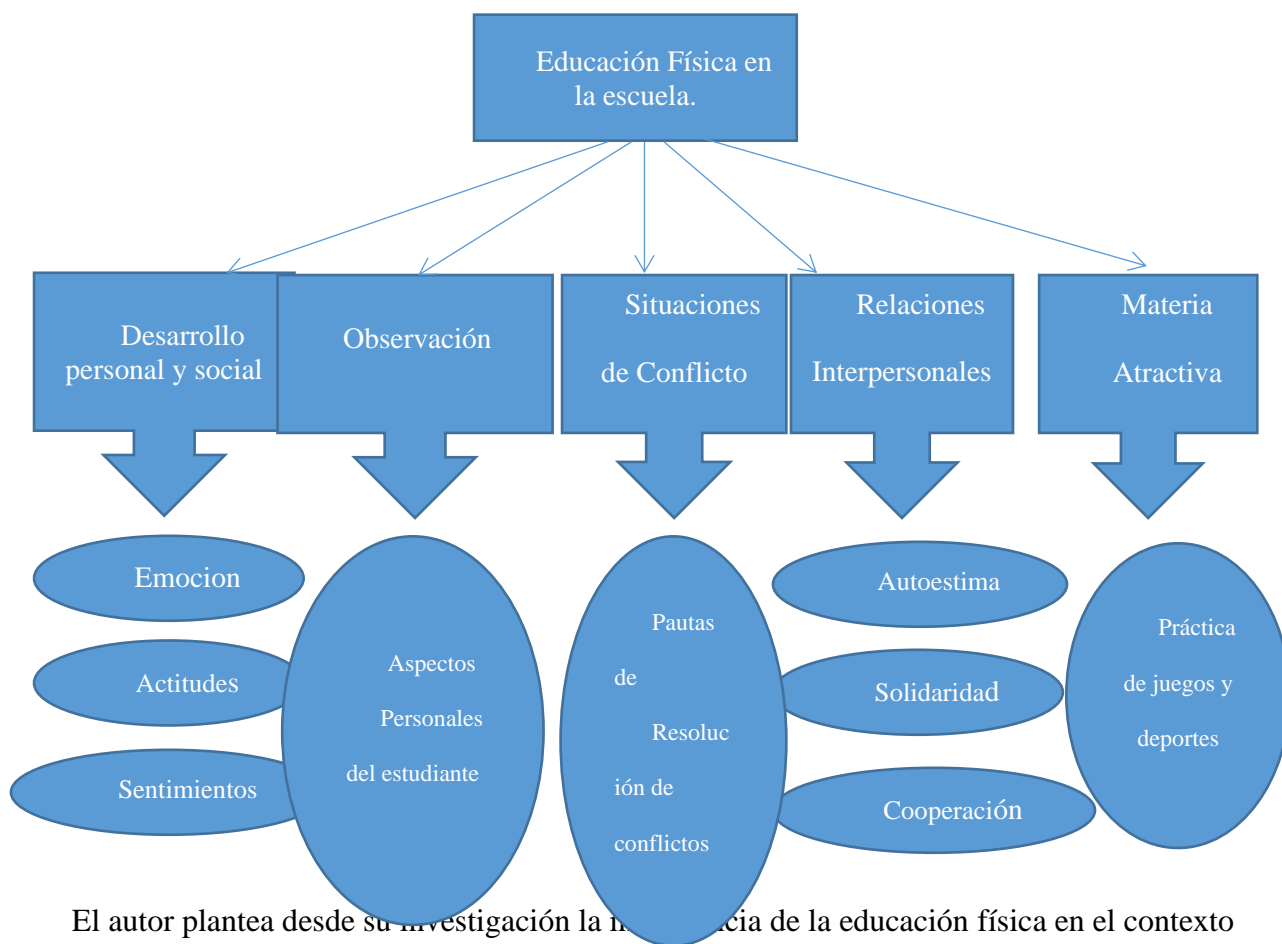 Educación Física en
la escuela.
Desarrollo
personal y social
Observación
Situaciones
de Conflicto
Relaciones
Interpersonales
Materia
Atractiva
Emocion
Actitudes
Sentimientos
Aspectos
Personales
del estudiante
Pautas
de
Resoluc
ión de
conflictos
Autoestima
Solidaridad
Cooperación
Práctica
de juegos y
deportes
El autor plantea desde su investigación la de la educación física en el contexto